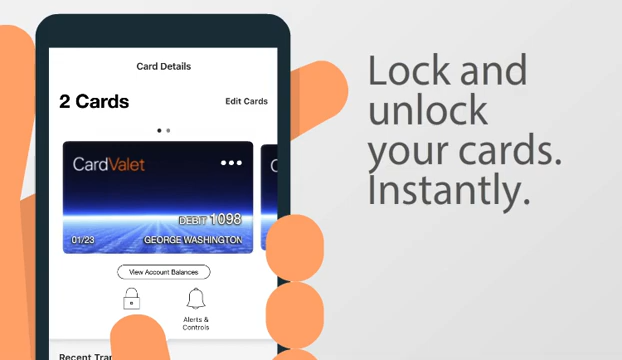 Card Details
2 Cards
Edit Cards
CardValet
DEBIT 1098
01/23
GEORGE WASHINGTON
View Account Balances
Alerts &
Controls
Lock and
unlock
your cards.
Instantly.